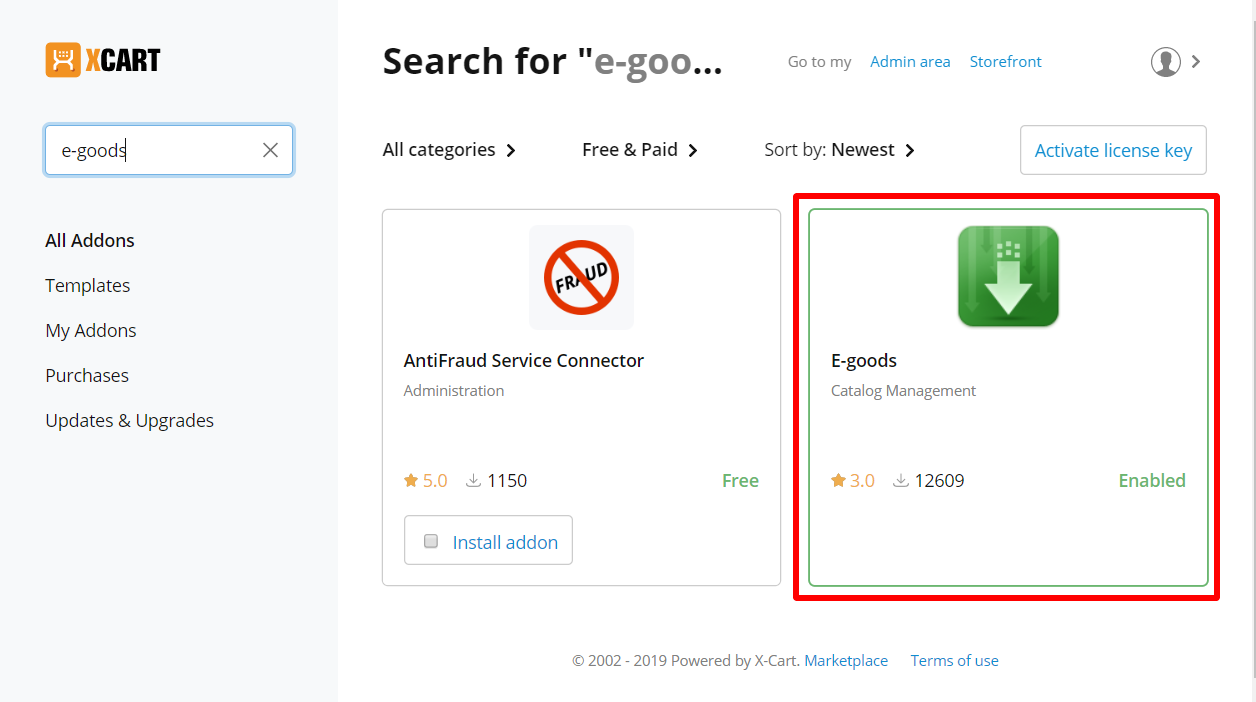 XCART
Search for "e-goo...
Go to my Admin area Storefront
e-goods
All categories Free & Paid Sort by: Newest Activate license key
All Addons
Templates
My Addons
Purchases
Updates & Upgrades
FRAUD
AntiFraud Service Connector
Administration
5.0 1150 Free
Install addon
E-goods
Catalog Management
3.0 12609 Enabled
© 2002 - 2019 Powered by X-Cart. Marketplace Terms of use